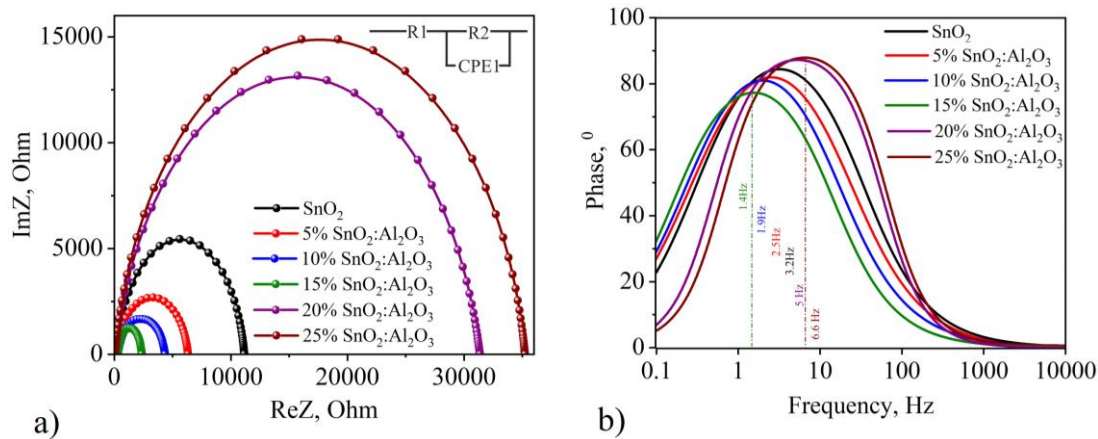 15000
10000
5000
0
ImZ, Ohm
0
10000
20000
30000
ReZ, Ohm
R1
R2
CPE1
SnO₂
5% SnO₂:Al₂O₃
10% SnO₂:Al₂O₃
15% SnO₂:Al₂O₃
20% SnO₂:Al₂O₃
25% SnO₂:Al₂O₃
a)
100
80
60
40
20
0
Phase, ⁰
0.1
1
10
100
1000
10000
Frequency, Hz
SnO₂
5% SnO₂:Al₂O₃
10% SnO₂:Al₂O₃
15% SnO₂:Al₂O₃
20% SnO₂:Al₂O₃
25% SnO₂:Al₂O₃
1.4Hz
1.9Hz
2.5Hz
3.2Hz
5 Hz
6.6 Hz
b)